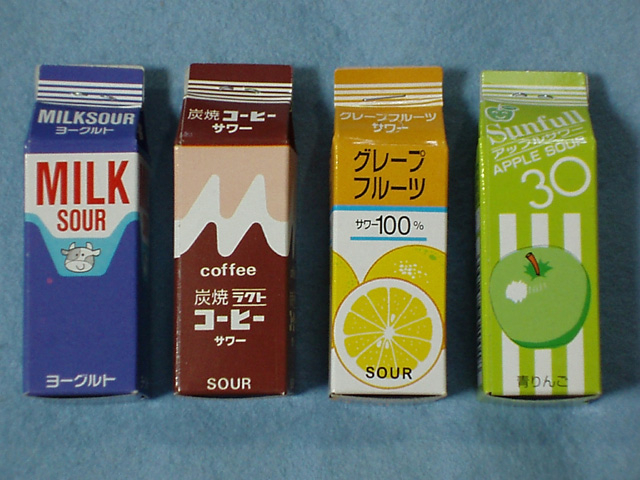 MILKSOUR
ヨーグルト
MILK
SOUR
ヨーグルト
炭焼コーヒー
サワー
coffee
炭焼ラクト
コーヒー
サワー
SOUR
グレープフルーツ
サワー
グレープ
フルーツ
サワー100%
SOUR
Sunfull
アップルサワー
APPLE SOUR
30
青りんご